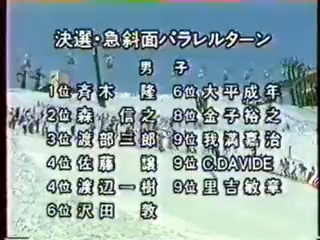 決選・急斜面パラレルターン
男子
1位 斉木 隆 6位 大平成年
2位 森 信之 8位 金子裕之
3位 渡部三郎 9位 我満嘉治
4位 佐藤 譲 9位 C.DAVIDE
4位 渡辺一樹 9位 里吉敏章
6位 沢田 敦